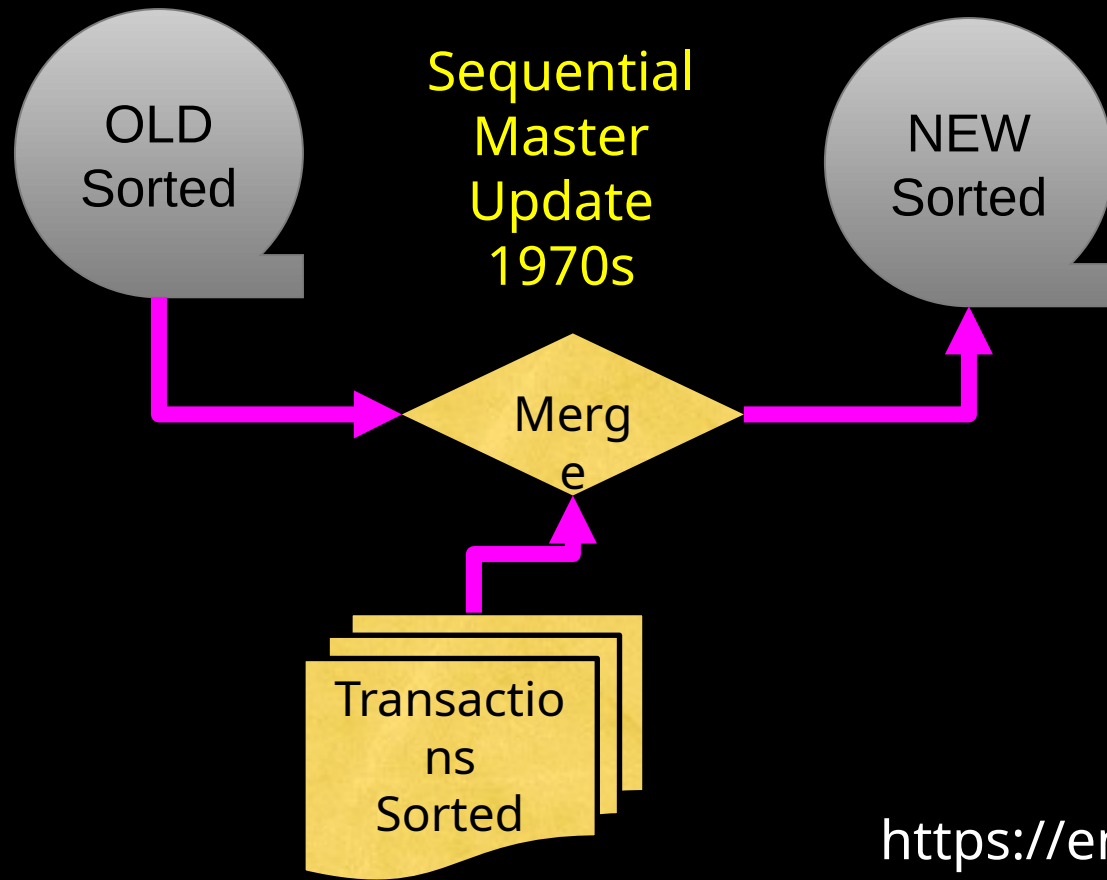 OLD
Sorted
Sequential
Master
Update
1970s
NEW
Sorted
Merg
e
Transactio
ns
Sorted
https://